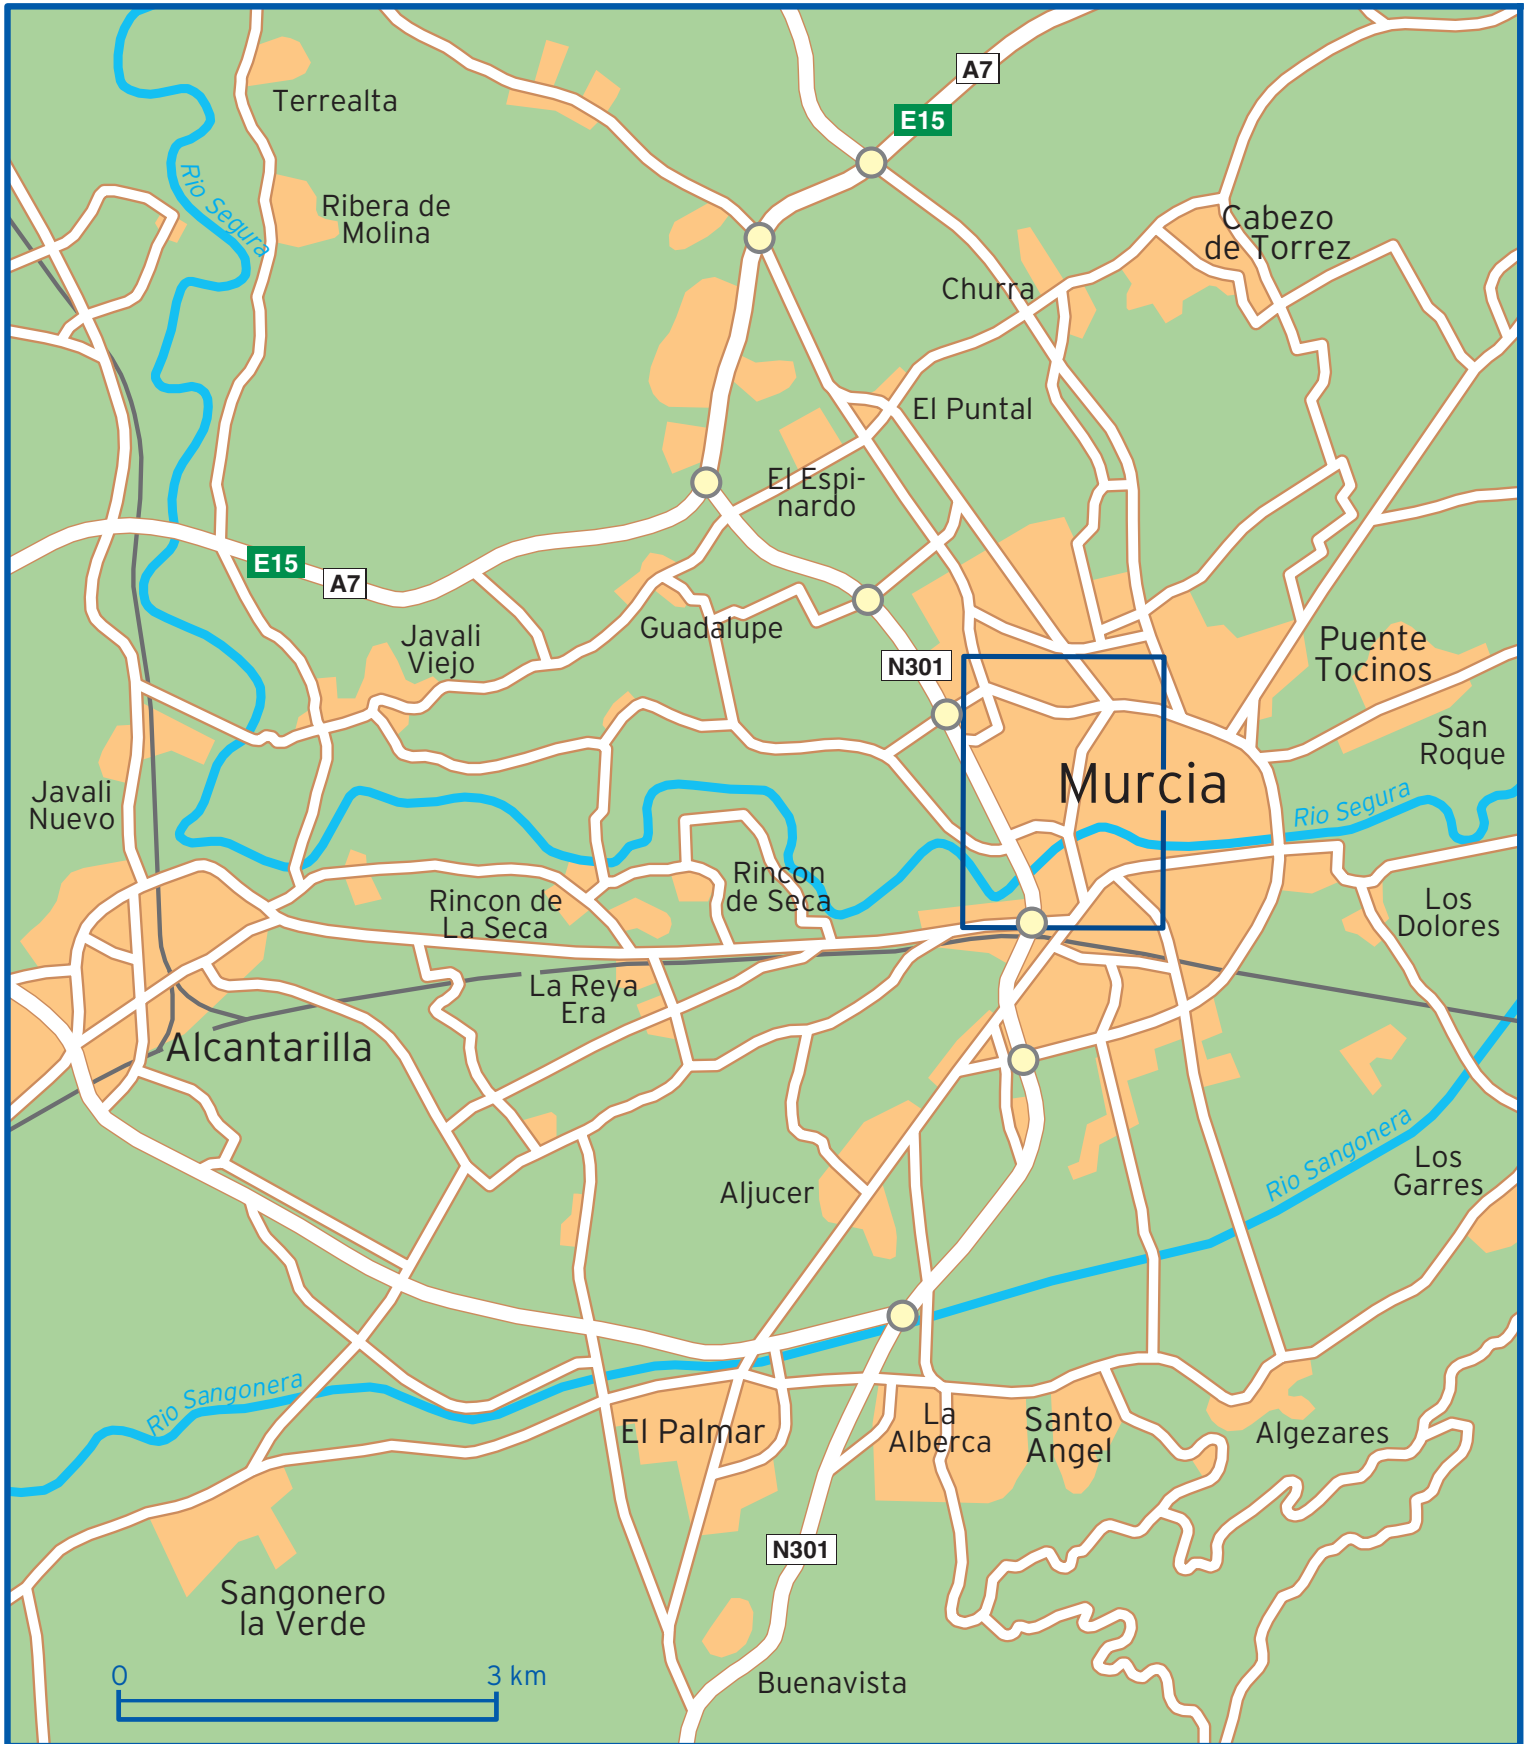 A7
E15
Terrealta
Rio Segura
Ribera de
Molina
Cabezo
de Torrez
Churra
El Puntal
El Espi-
nardo
E15
A7
Guadalupe
Javali
Viejo
N301
Puente
Tocinos
San
Roque
Murcia
Rio Segura
Javali
Nuevo
Rincon
de Seca
Rincon de
La Seca
Los
Dolores
La Reya
Era
Alcantarilla
Rio Sangonera
Los
Garres
Aljucer
Rio Sangonera
El Palmar
La
Alberca
Santo
Angel
Algezares
N301
Sangonero
la Verde
Buenavista
0
3 km